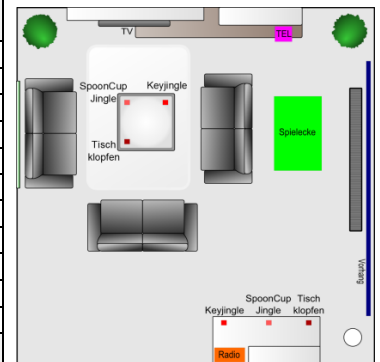 TV
TEL
SpoonCup
Jingle
Keyjingle
Tisch
klopfen
Spielecke
Vorhang
Keyjingle
SpoonCup
Jingle
Tisch
klopfen
Radio